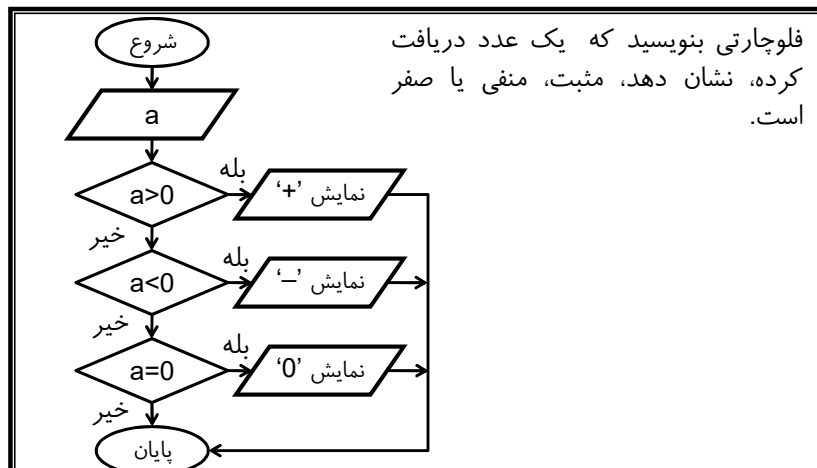 فلوچارتی بنویسید که یک عدد دریافت
کرده، نشان دهد، مثبت، منفی یا صفر
است.
شروع
a
a>0
بله
نمایش ’+‘
خیر
a<0
بله
نمایش ’–‘
خیر
a=0
بله
نمایش ’0‘
خیر
پایان